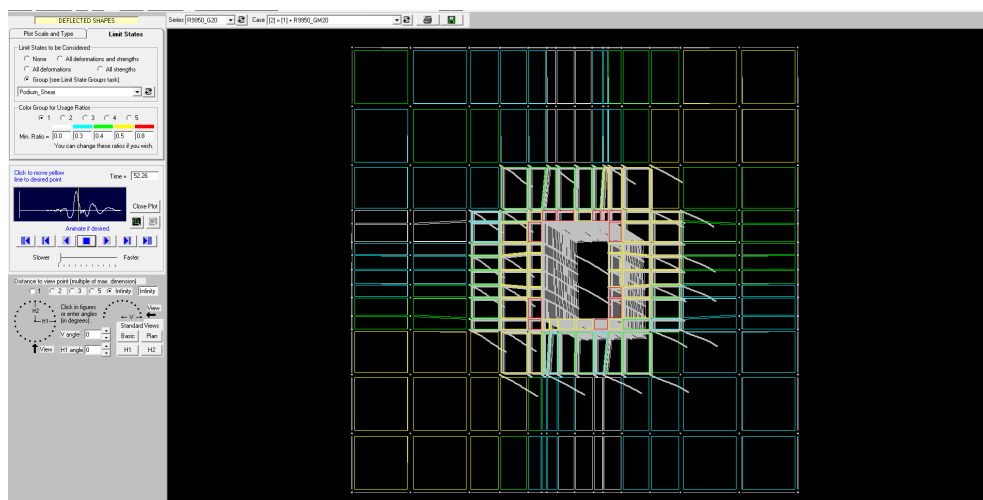 DEFLECTED SHAPES
Series R9950_G20 Case [2] = [1] + R9950_GM20
Plot Scale and Type Limit States
Limit States to be Considered
None All deformations and strengths
All deformations All strengths
Group (see Limit State Groups task)
Podium_Shear
Color Group for Usage Ratios
1 2 3 4 5
Min. Ratio = 0.0 0.3 0.4 0.5 0.8
You can change these ratios if you wish.
Click to move yellow
line to desired point.
Time = 52.26
Close Plot
Animate if desired.
Slower Faster
Distance to view point (multiple of max. dimension)
1 2 3 5 Infinity Infinity
H2
H1
Click in figures
or enter angles
(in degrees).
V
View
Standard Views
V angle 0 Basic Plan
View H1 angle 0 H1 H2